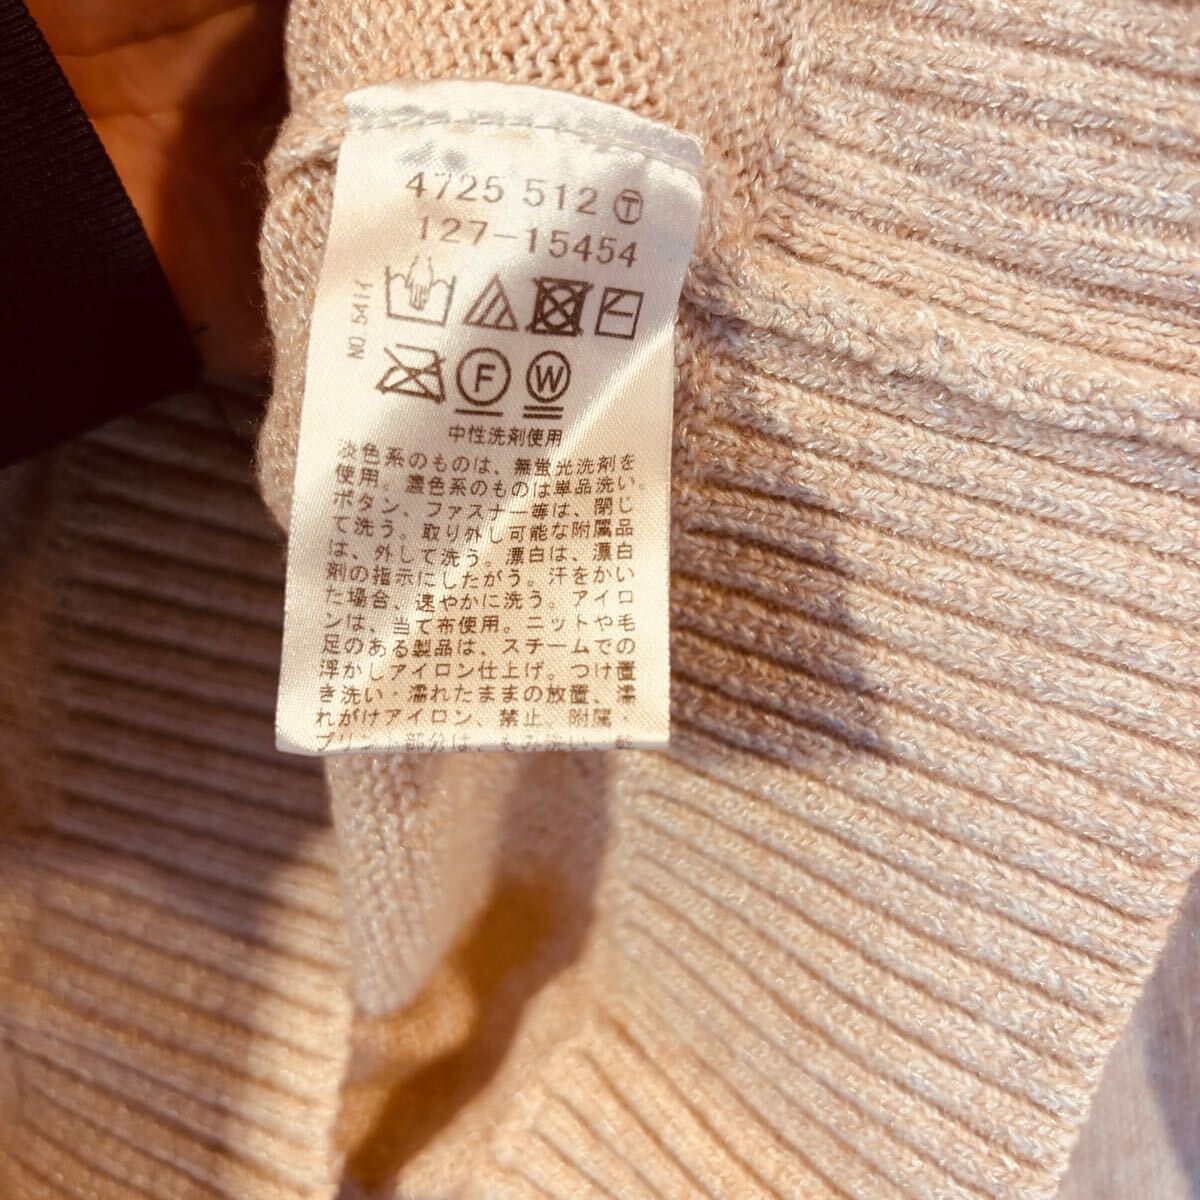 4725 512 Ⓣ
127-15454
NO.541イ
F W
中性洗剤使用
淡色系のものは、無蛍光洗剤を
使用。濃色系のものは単品洗い。
ボタン、ファスナー等は、閉じ
て洗う。取り外し可能な附属品
は、外して洗う。漂白は、漂白
剤の指示にしたがう。汗をかい
た場合、速やかに洗う。アイロ
ンは、当て布使用。ニットや毛
足のある製品は、スチームでの
浮かしアイロン仕上げ。つけ置
き洗い・濡れたままの放置、濡
れがけアイロン、禁止。附属・